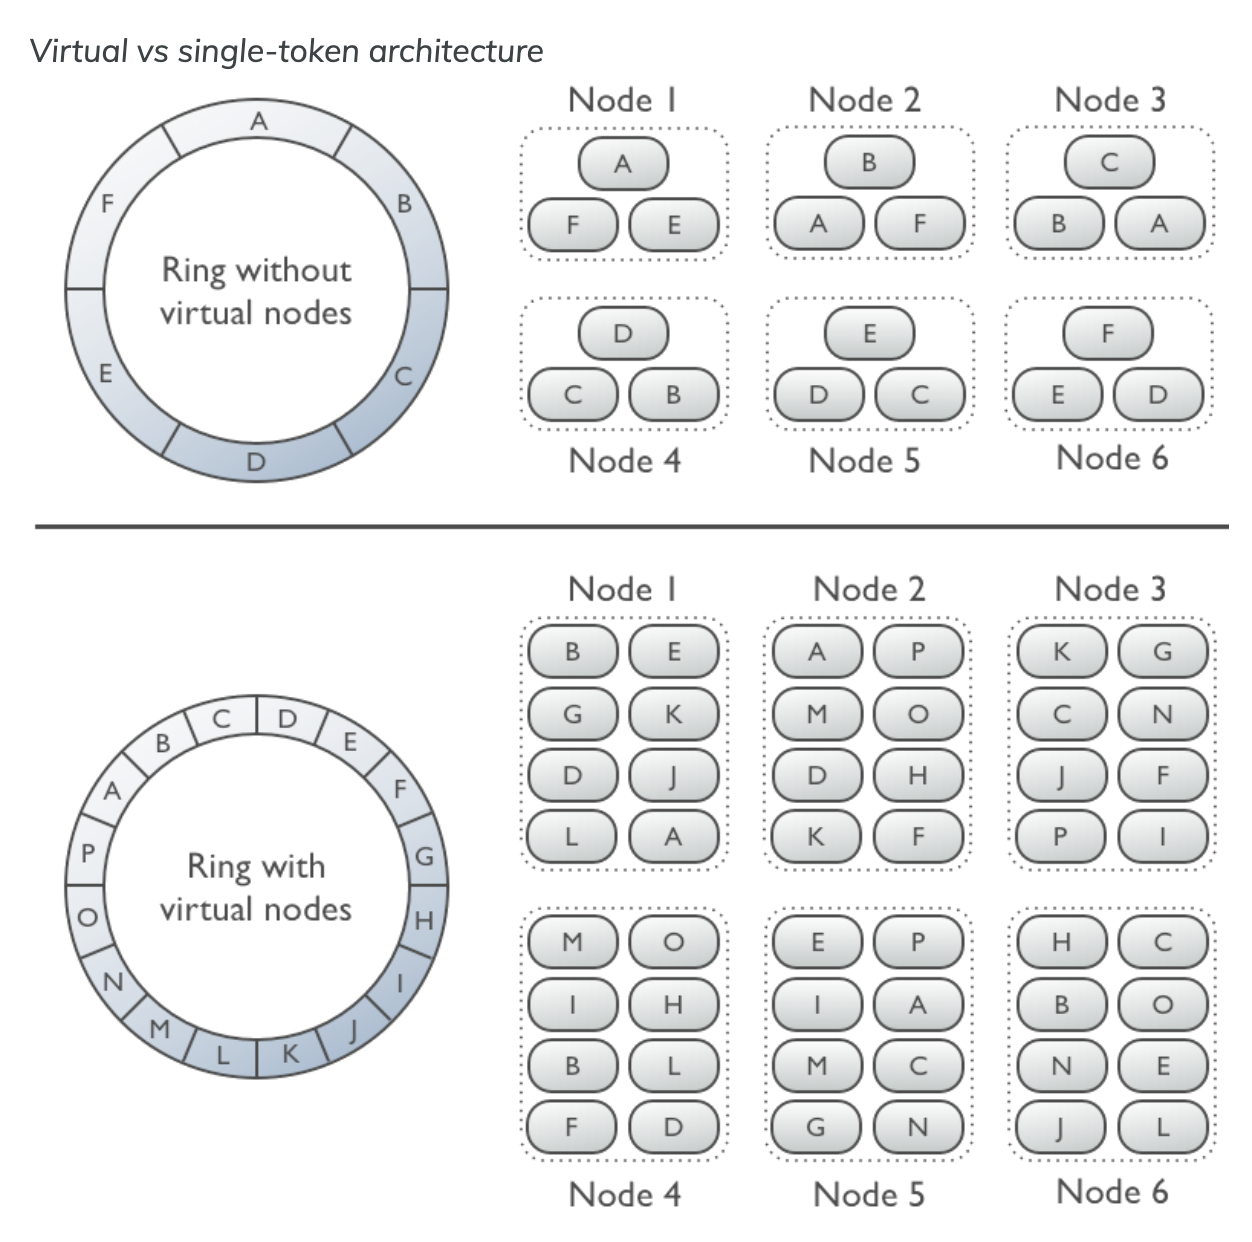 Virtual vs single-token architecture
Node 1 Node 2 Node 3
A B C
F E A F B A
D E F
C B D C E D
Node 4 Node 5 Node 6
A
F B
Ring without
virtual nodes
E C
D
Node 1 Node 2 Node 3
B E A P K G
G K M O C N
D J D H J F
L A K F P I
M O E P H C
I H I A B O
B L M C N E
F D G N J L
Node 4 Node 5 Node 6
C D
B E
A F
P G
Ring with
virtual nodes
O H
N I
M J
L K